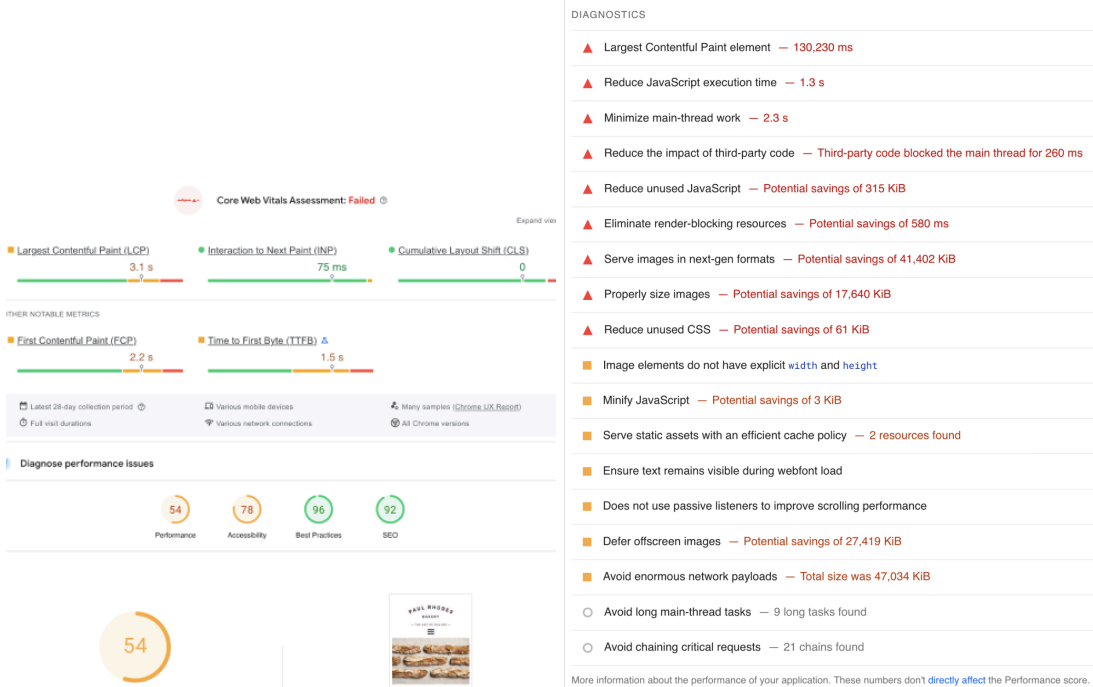 Core Web Vitals Assessment: Failed
Expand view
Largest Contentful Paint (LCP)
3.1 s
Interaction to Next Paint (INP)
75 ms
Cumulative Layout Shift (CLS)
0
OTHER NOTABLE METRICS
First Contentful Paint (FCP)
2.2 s
Time to First Byte (TTFB)
1.5 s
Latest 28-day collection period
Various mobile devices
Many samples (Chrome UX Report)
Full visit durations
Various network connections
All Chrome versions
Diagnose performance issues
54
Performance
78
Accessibility
96
Best Practices
92
SEO
54
PAUL RHODES
BAKERY
DIAGNOSTICS
Largest Contentful Paint element — 130,230 ms
Reduce JavaScript execution time — 1.3 s
Minimize main-thread work — 2.3 s
Reduce the impact of third-party code — Third-party code blocked the main thread for 260 ms
Reduce unused JavaScript — Potential savings of 315 KiB
Eliminate render-blocking resources — Potential savings of 580 ms
Serve images in next-gen formats — Potential savings of 41,402 KiB
Properly size images — Potential savings of 17,640 KiB
Reduce unused CSS — Potential savings of 61 KiB
Image elements do not have explicit width and height
Minify JavaScript — Potential savings of 3 KiB
Serve static assets with an efficient cache policy — 2 resources found
Ensure text remains visible during webfont load
Does not use passive listeners to improve scrolling performance
Defer offscreen images — Potential savings of 27,419 KiB
Avoid enormous network payloads — Total size was 47,034 KiB
Avoid long main-thread tasks — 9 long tasks found
Avoid chaining critical requests — 21 chains found
More information about the performance of your application. These numbers don't directly affect the Performance score.